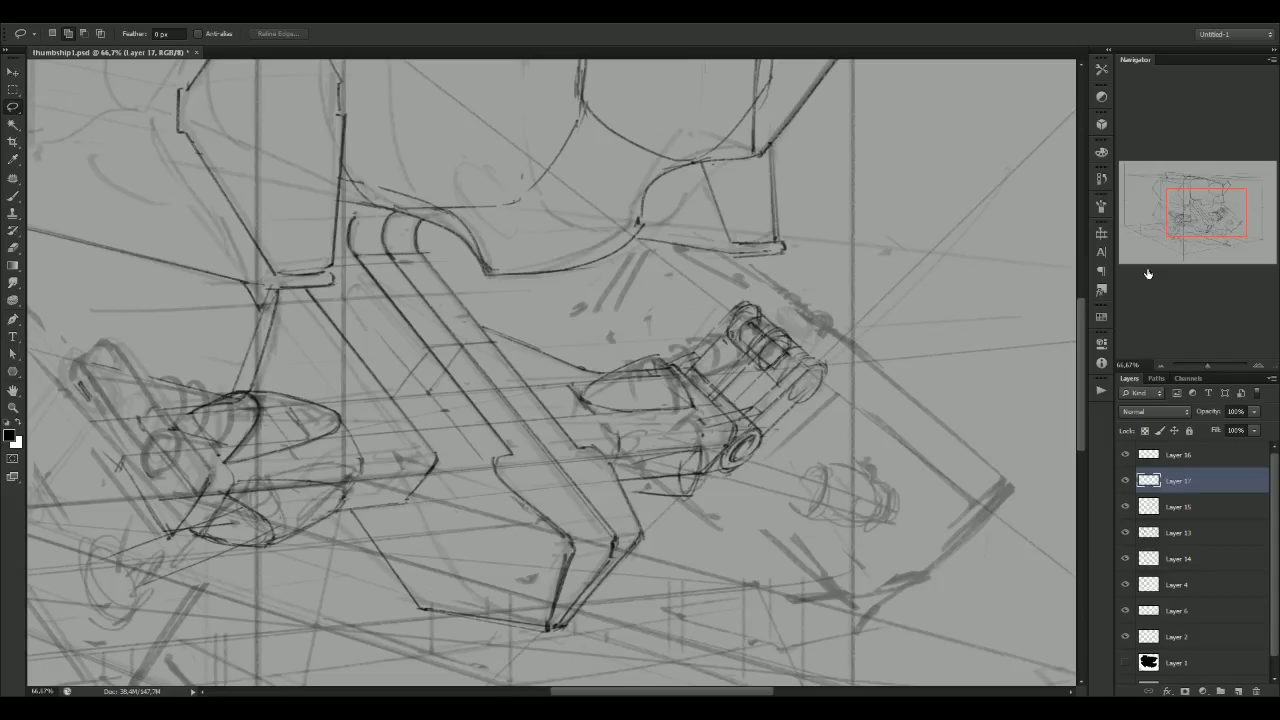 Feather: 0 px Anti-alias Refine Edge... Untitled-1
thumbship1.psd @ 66,7% (Layer 17, RGB/8) *
Navigator
66,67%
Layers Paths Channels
Kind
Normal Opacity: 100%
Lock: Fill: 100%
Layer 16
Layer 17
Layer 15
Layer 13
Layer 14
Layer 4
Layer 6
Layer 2
Layer 1
66,67% Doc: 38,4M/147,7M